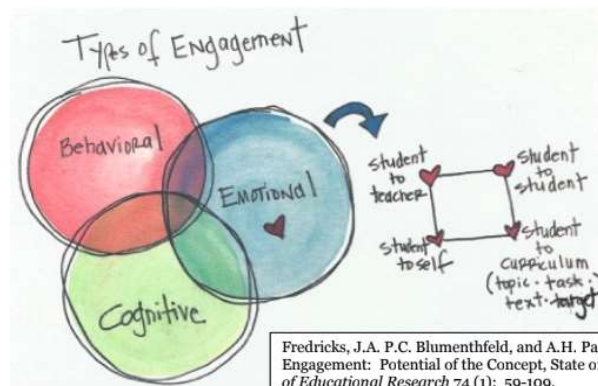 Types of Engagement
Behavioral
Emotional
Cognitive
student
to
teacher
student
to
student
student
to self
student
to
curriculum
(topic · task ·
text · target
Fredricks, J.A. P.C. Blumenthfeld, and A.H. Pa
Engagement: Potential of the Concept, State o
of Educational Research 74 (1): 59-109.